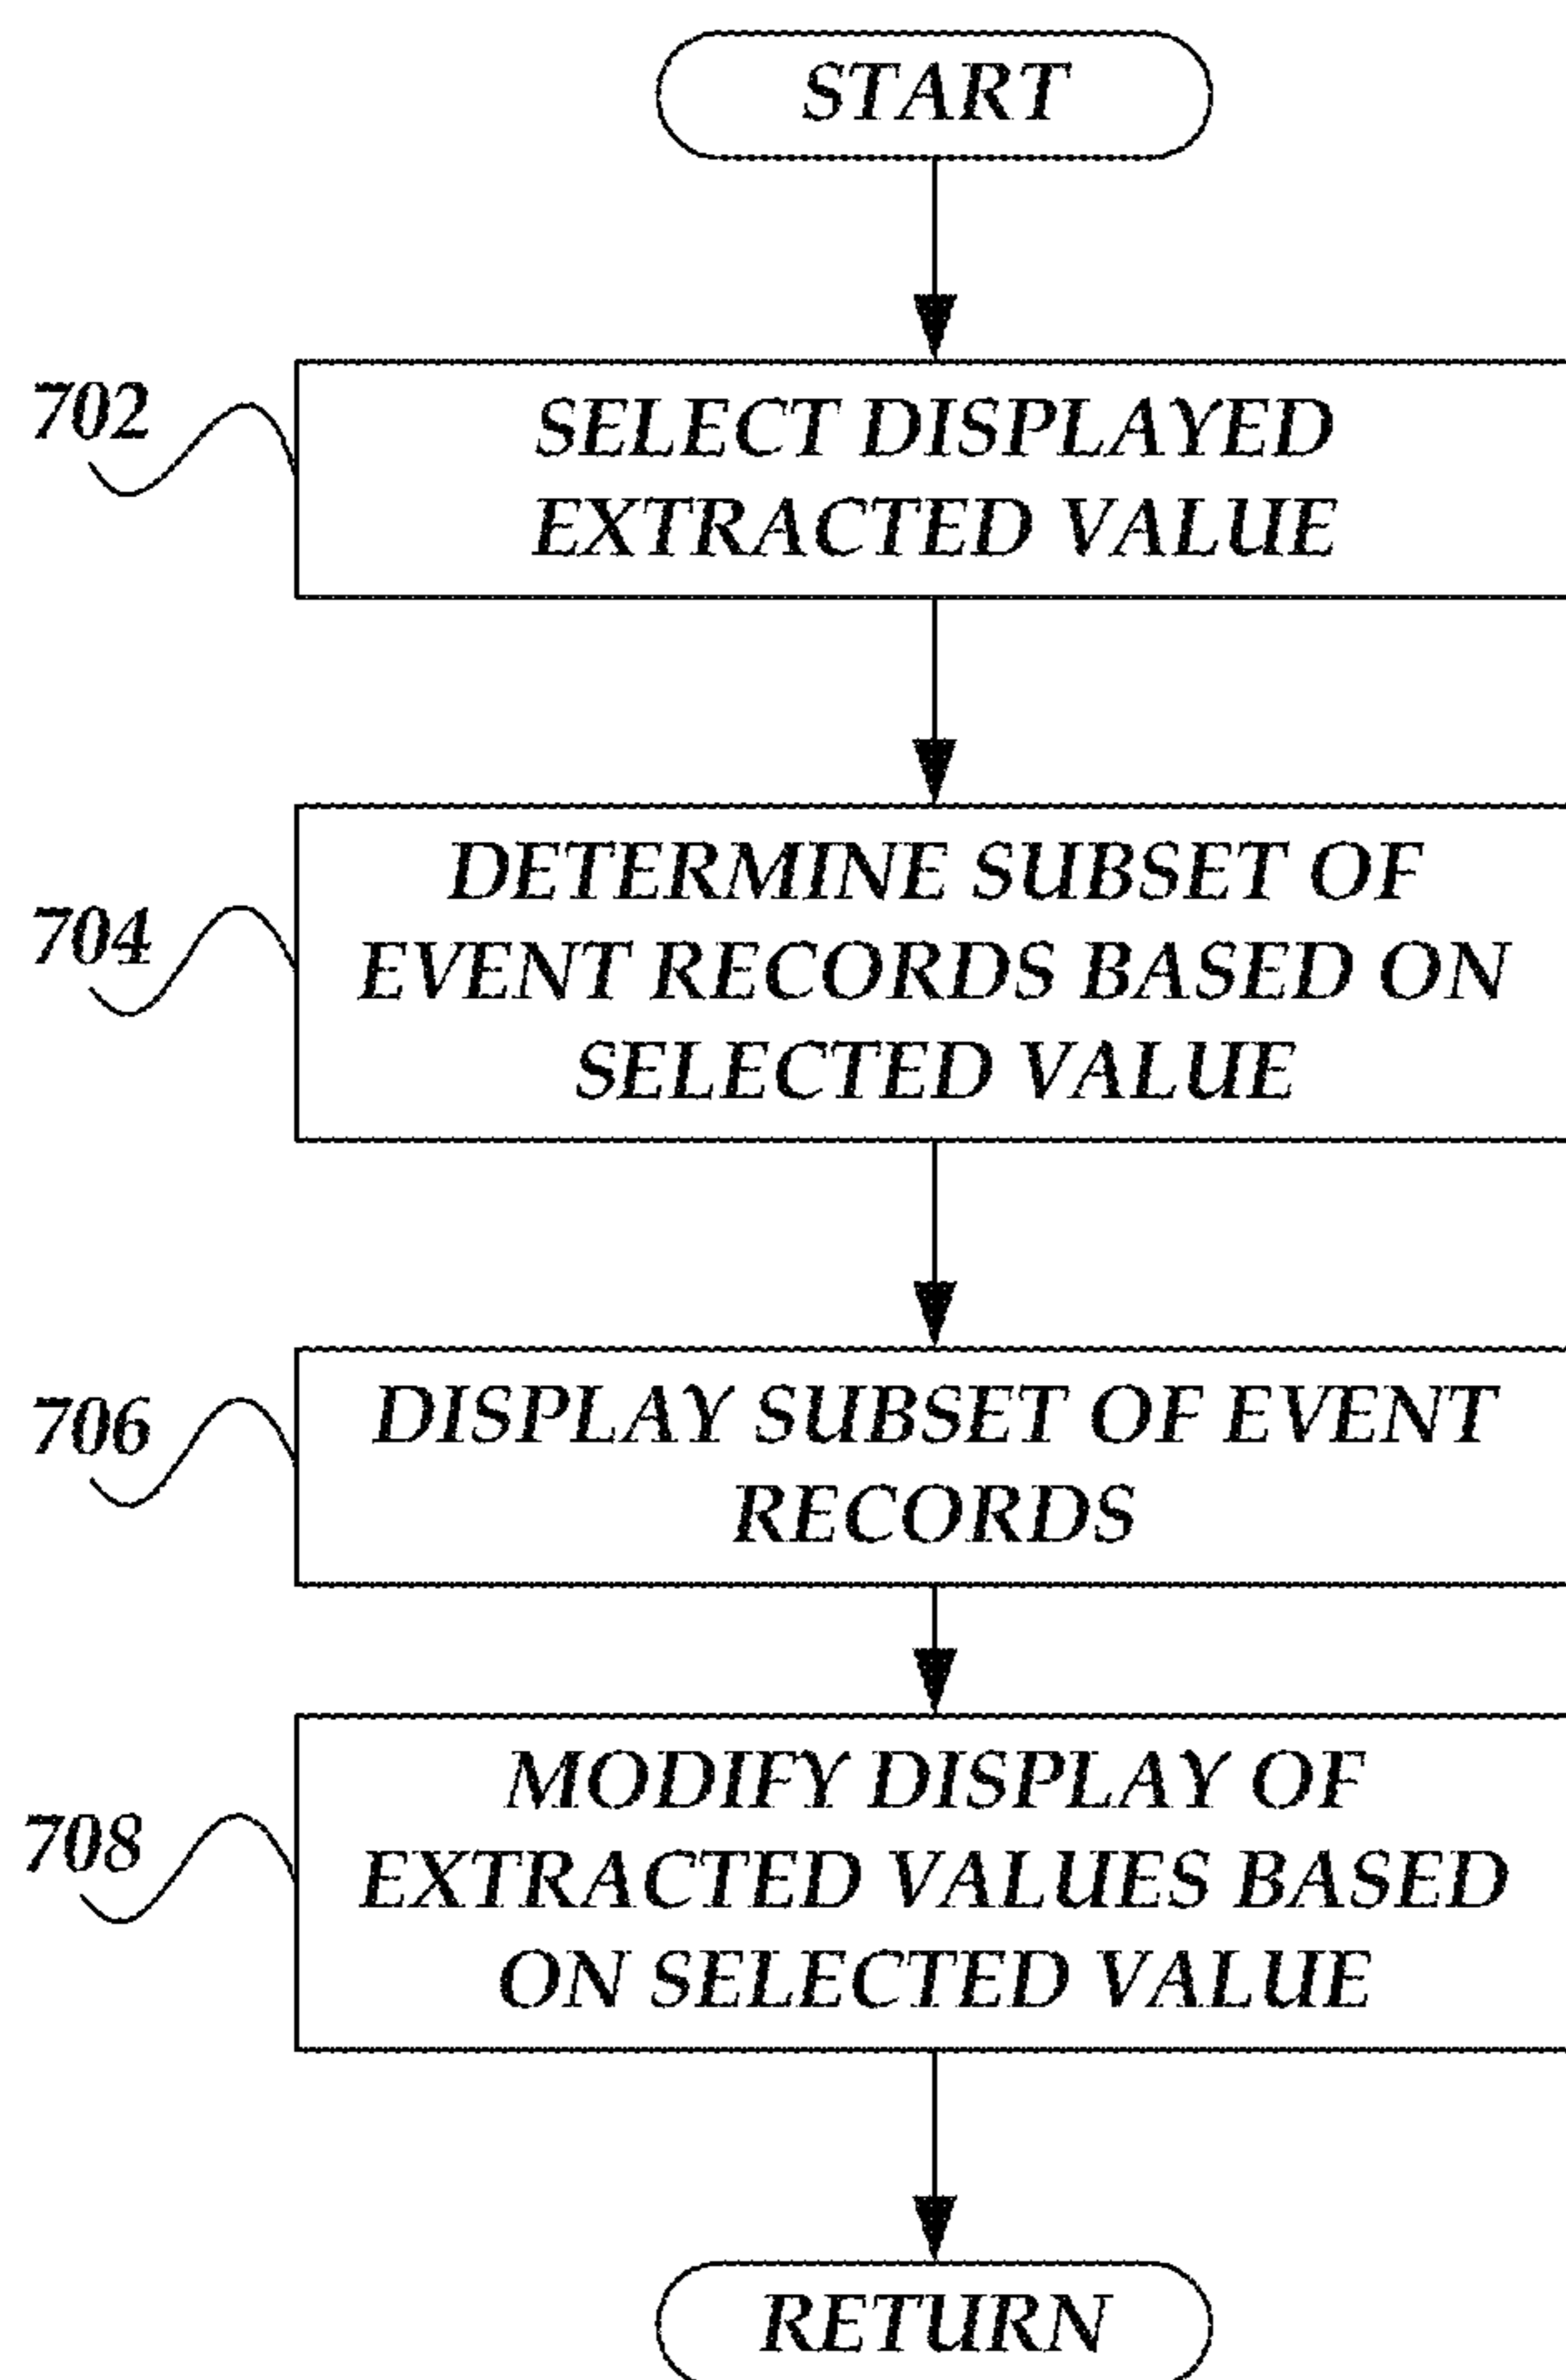 START
702
SELECT DISPLAYED
EXTRACTED VALUE
704
DETERMINE SUBSET OF
EVENT RECORDS BASED ON
SELECTED VALUE
706
DISPLAY SUBSET OF EVENT
RECORDS
708
MODIFY DISPLAY OF
EXTRACTED VALUES BASED
ON SELECTED VALUE
RETURN